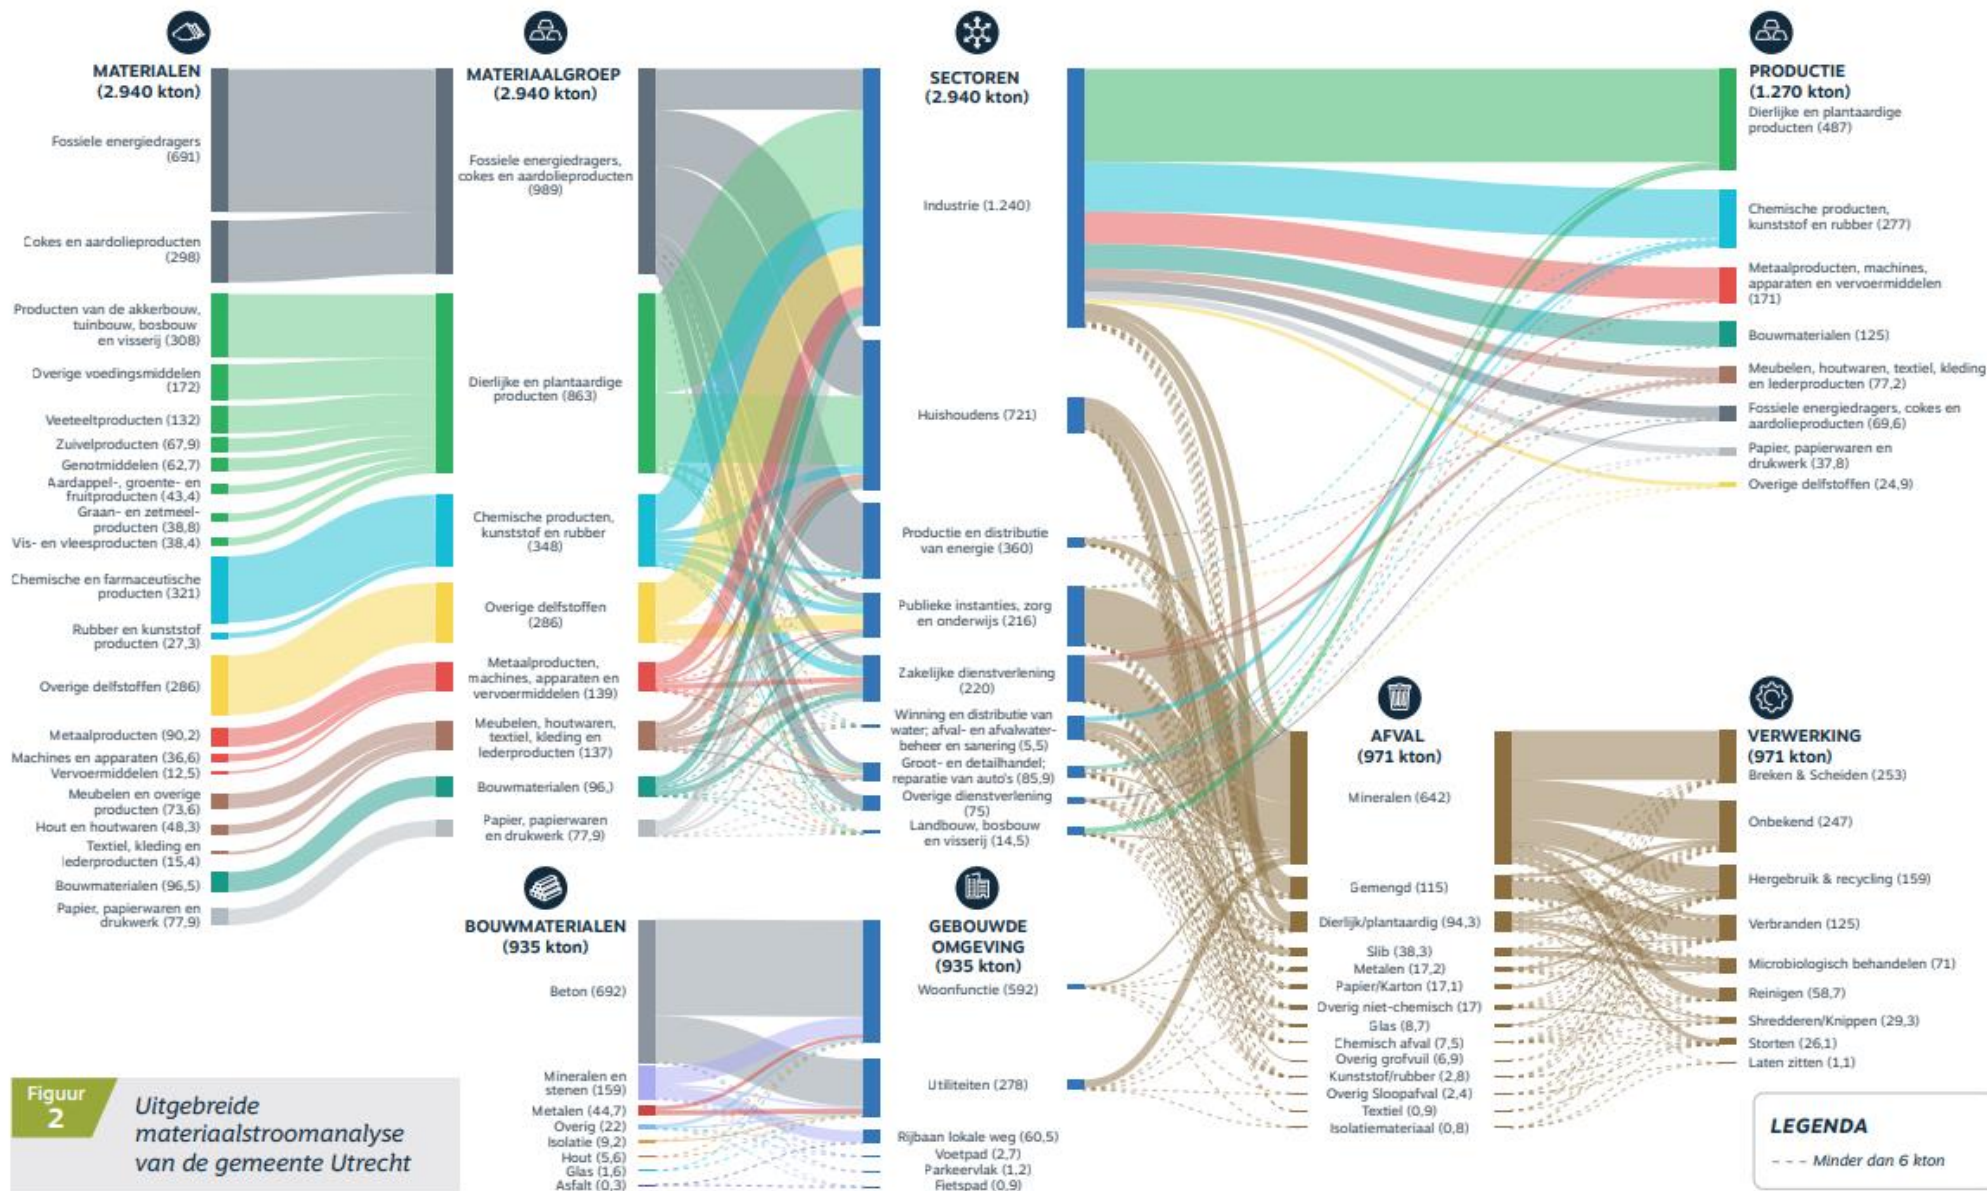 MATERIALEN
(2.940 kton)
Fossiele energiedragers
(691)
Cokes en aardolieproducten
(298)
Producten van de akkerbouw,
tuinbouw, bosbouw
en visserij (308)
Overige voedingsmiddelen
(172)
Veeteeltproducten (132)
Zuivelproducten (67,9)
Genotmiddelen (62,7)
Aardappel-, groente- en
fruitproducten (43,4)
Graan- en zetmeel-
producten (38,8)
Vis- en vleesproducten (38,4)
Chemische en farmaceutische
producten (321)
Rubber en kunststof
producten (27,3)
Overige delfstoffen (286)
Metaalproducten (90,2)
Machines en apparaten (36,6)
Vervoermiddelen (12,5)
Meubelen en overige
producten (73,6)
Hout en houtwaren (48,3)
Textiel, kleding en
lederproducten (15,4)
Bouwmaterialen (96,5)
Papier, papierwaren en
drukwerk (77,9)
MATERIAALGROEP
(2.940 kton)
Fossiele energiedragers,
cokes en aardolieproducten
(989)
Dierlijke en plantaardige
producten (863)
Chemische producten,
kunststof en rubber
(348)
Overige delfstoffen
(286)
Metaalproducten,
machines, apparaten en
vervoermiddelen (139)
Meubelen, houtwaren,
textiel, kleding en
lederproducten (137)
Bouwmaterialen (96,)
Papier, papierwaren
en drukwerk (77,9)
SECTOREN
(2.940 kton)
Industrie (1.240)
Huishoudens (721)
Productie en distributie
van energie (360)
Publieke instanties, zorg
en onderwijs (216)
Zakelijke dienstverlening
(220)
Winning en distributie van
water; afval- en afvalwater-
beheer en sanering (5,5)
Groot- en detailhandel;
reparatie van auto's (85,9)
Overige dienstverlening
(75)
Landbouw, bosbouw
en visserij (14,5)
PRODUCTIE
(1.270 kton)
Dierlijke en plantaardige
producten (487)
Chemische producten,
kunststof en rubber (277)
Metaalproducten, machines,
apparaten en vervoermiddelen
(171)
Bouwmaterialen (125)
Meubelen, houtwaren, textiel, kleding
en lederproducten (77,2)
Fossiele energiedragers, cokes en
aardolieproducten (69,6)
Papier, papierwaren en
drukwerk (37,8)
Overige delfstoffen (24,9)
BOUWMATERIALEN
(935 kton)
Beton (692)
Mineralen en
stenen (159)
Metalen (44,7)
Overig (22)
Isolatie (9,2)
Hout (5,6)
Glas (1,6)
Asfalt (0,3)
GEBOUWDE
OMGEVING
(935 kton)
Woonfunctie (592)
Utiliteiten (278)
Rijbaan lokale weg (60,5)
Voetpad (2,7)
Parkeervlak (1,2)
Fietspad (0,9)
AFVAL
(971 kton)
Mineralen (642)
Gemengd (115)
Dierlijk/plantaardig (94,3)
Slib (38,3)
Metalen (17,2)
Papier/Karton (17,1)
Overig niet-chemisch (17)
Glas (8,7)
Chemisch afval (7,5)
Overig grofvuil (6,9)
Kunststof/rubber (2,8)
Overig Sloopafval (2,4)
Textiel (0,9)
Isolatiemateriaal (0,8)
VERWERKING
(971 kton)
Breken & Scheiden (253)
Onbekend (247)
Hergebruik & recycling (159)
Verbranden (125)
Microbiologisch behandelen (71)
Reinigen (58,7)
Shredderen/Knippen (29,3)
Storten (26,1)
Laten zitten (1,1)
Figuur
2
Uitgebreide
materiaalstroomanalyse
van de gemeente Utrecht
LEGENDA
--- Minder dan 6 kton